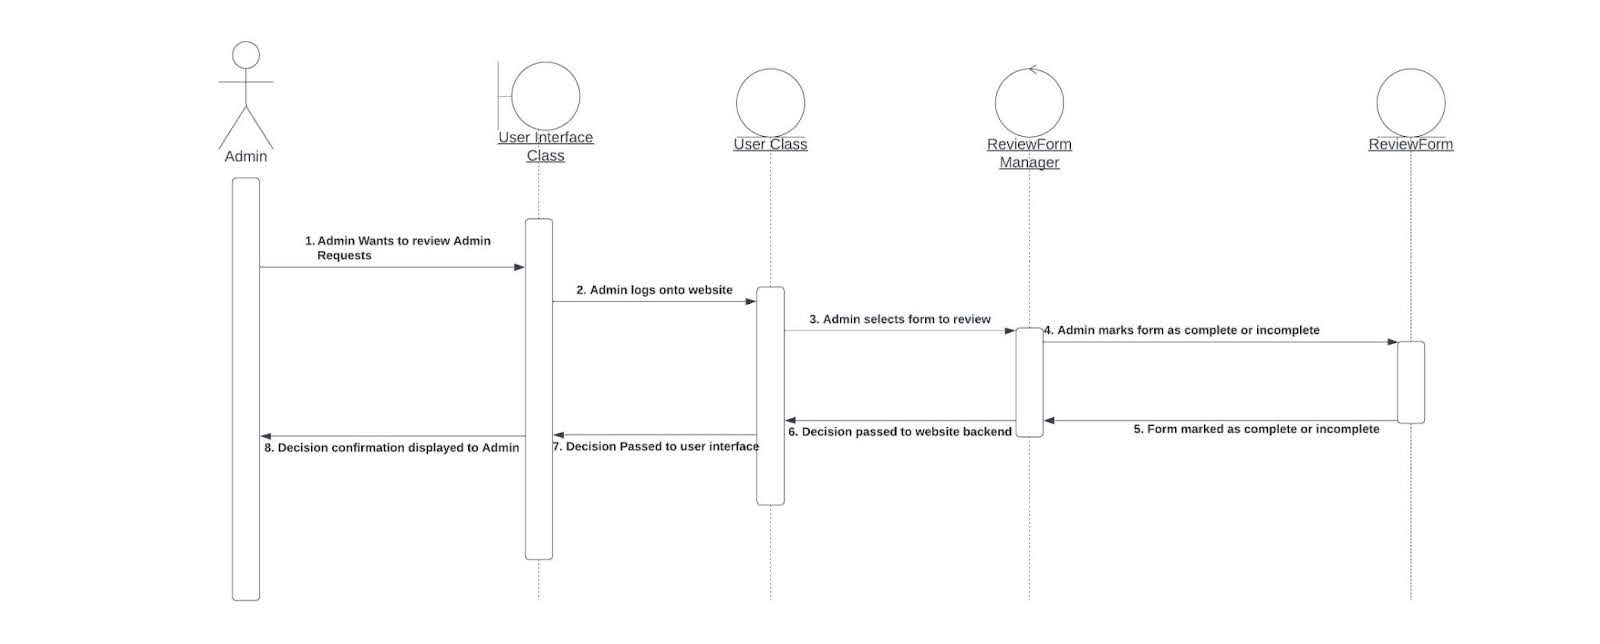 Admin
User Interface
Class
User Class
ReviewForm
Manager
ReviewForm
1. Admin Wants to review Admin
Requests
2. Admin logs onto website
3. Admin selects form to review
4. Admin marks form as complete or incomplete
5. Form marked as complete or incomplete
6. Decision passed to website backend
7. Decision Passed to user interface
8. Decision confirmation displayed to Admin